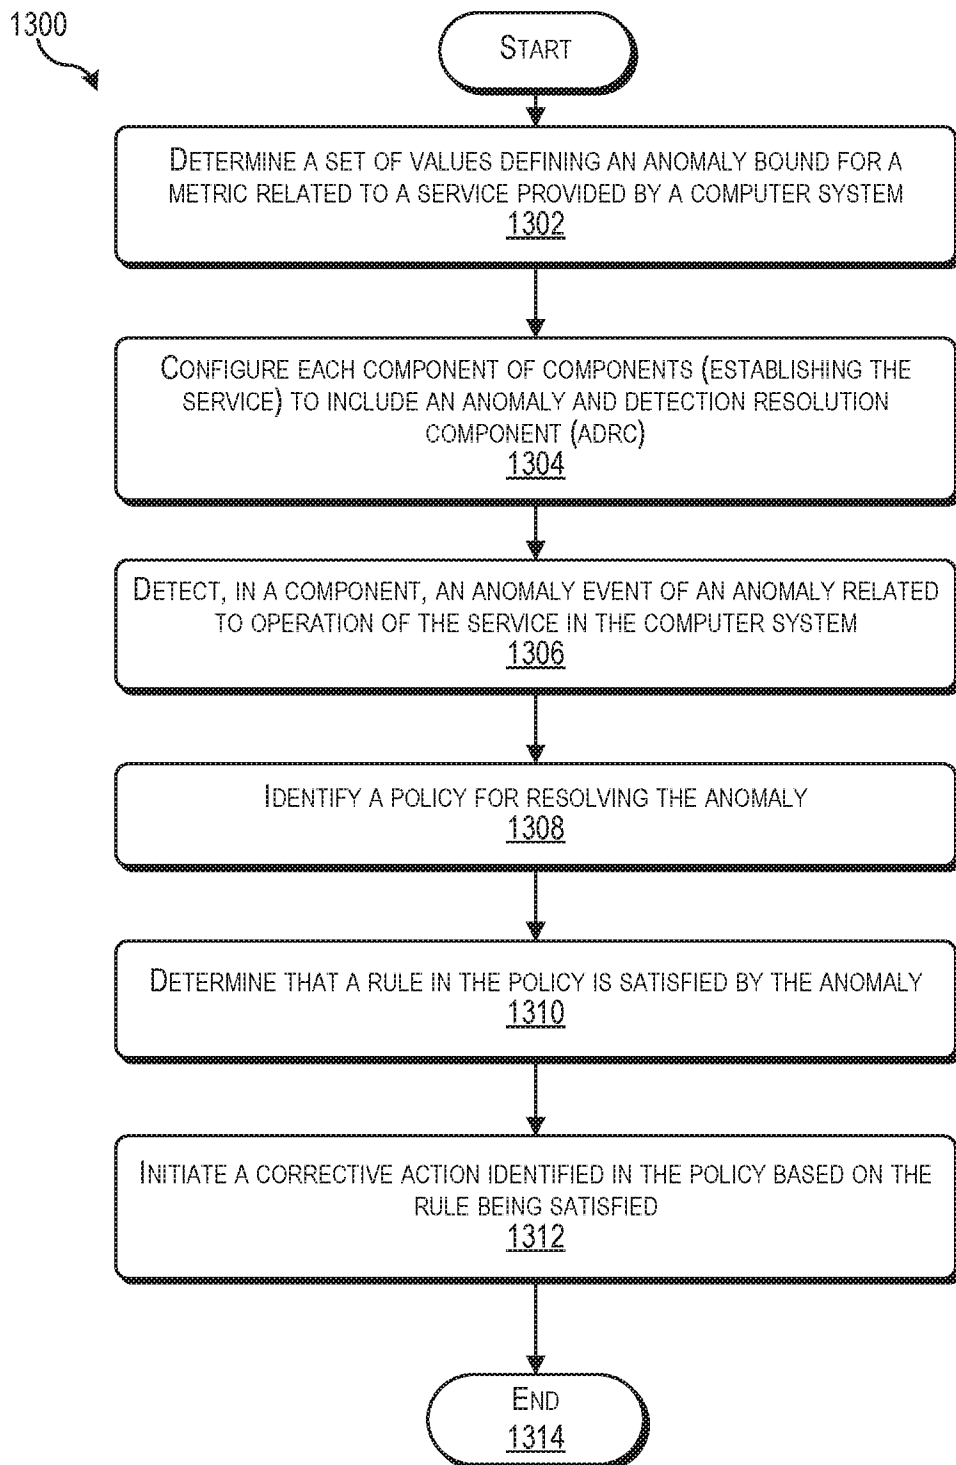 1300
START
DETERMINE A SET OF VALUES DEFINING AN ANOMALY BOUND FOR A
METRIC RELATED TO A SERVICE PROVIDED BY A COMPUTER SYSTEM
1302
CONFIGURE EACH COMPONENT OF COMPONENTS (ESTABLISHING THE
SERVICE) TO INCLUDE AN ANOMALY AND DETECTION RESOLUTION
COMPONENT (ADRC)
1304
DETECT, IN A COMPONENT, AN ANOMALY EVENT OF AN ANOMALY RELATED
TO OPERATION OF THE SERVICE IN THE COMPUTER SYSTEM
1306
IDENTIFY A POLICY FOR RESOLVING THE ANOMALY
1308
DETERMINE THAT A RULE IN THE POLICY IS SATISFIED BY THE ANOMALY
1310
INITIATE A CORRECTIVE ACTION IDENTIFIED IN THE POLICY BASED ON THE
RULE BEING SATISFIED
1312
END
1314